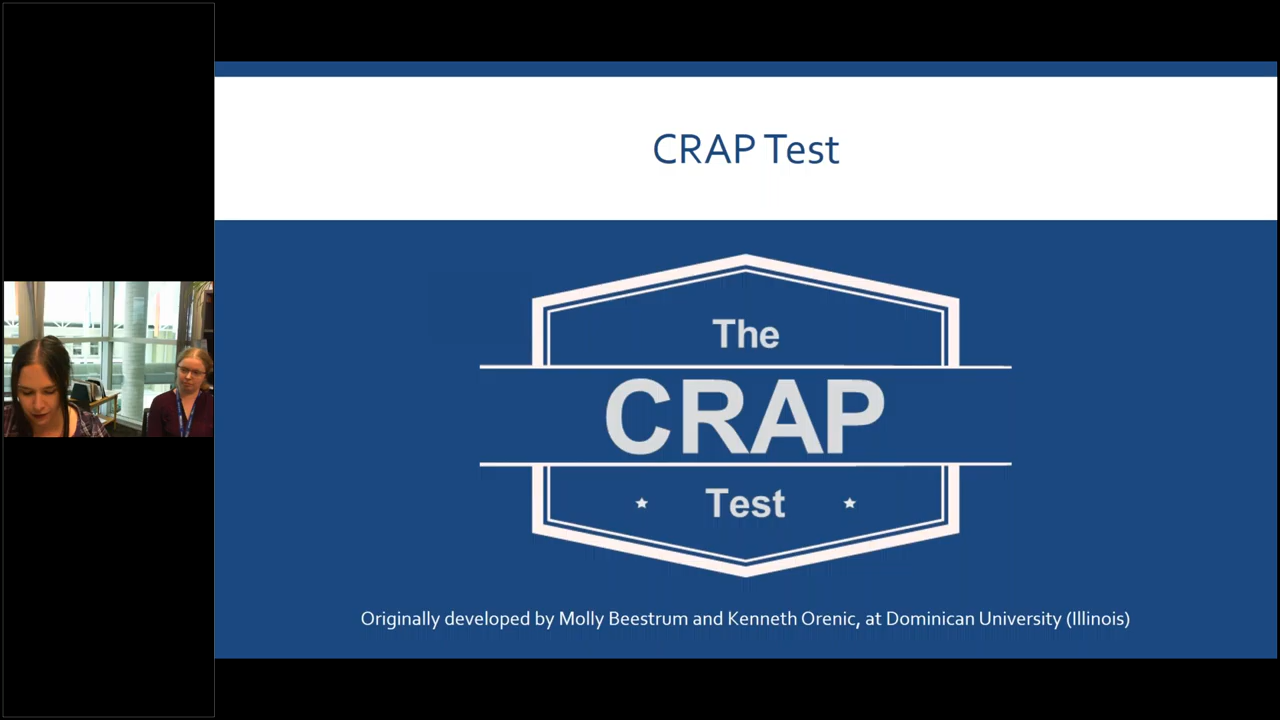 CRAP Test
The
CRAP
Test
Originally developed by Molly Beestrum and Kenneth Orenic, at Dominican University (Illinois)